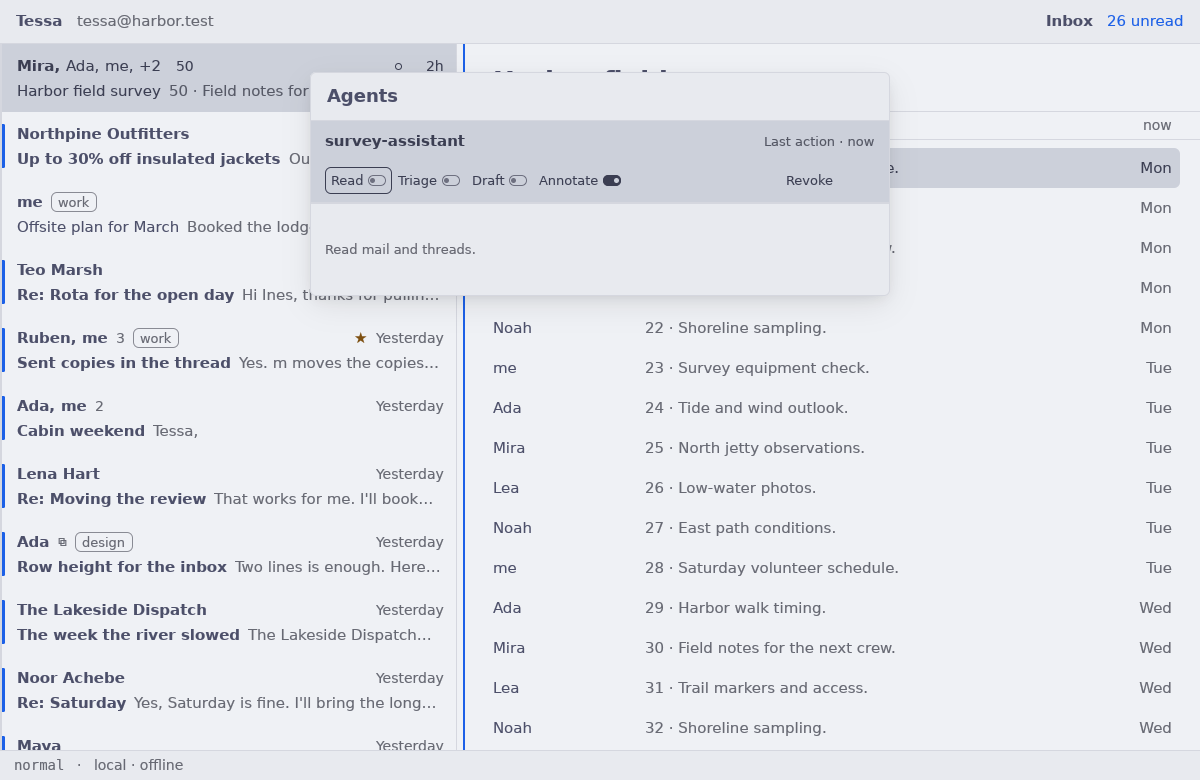 Tessa tessa@harbor.test Inbox 26 unread
Mira, Ada, me, +2 50 2h
Harbor field survey 50 · Field notes for
Northpine Outfitters
Up to 30% off insulated jackets Ou
me work
Offsite plan for March Booked the lodg
Teo Marsh
Re: Rota for the open day Hi Ines, thanks for pullin…
Ruben, me 3 work ★ Yesterday
Sent copies in the thread Yes. m moves the copies…
Ada, me 2 Yesterday
Cabin weekend Tessa,
Lena Hart Yesterday
Re: Moving the review That works for me. I'll book…
Ada design Yesterday
Row height for the inbox Two lines is enough. Here…
The Lakeside Dispatch Yesterday
The week the river slowed The Lakeside Dispatch…
Noor Achebe Yesterday
Re: Saturday Yes, Saturday is fine. I'll bring the long…
Maya Yesterday
Agents
survey-assistant Last action · now
Read Triage Draft Annotate Revoke
Read mail and threads.
now
e. Mon
Mon
y. Mon
Mon
Noah 22 · Shoreline sampling. Mon
me 23 · Survey equipment check. Tue
Ada 24 · Tide and wind outlook. Tue
Mira 25 · North jetty observations. Tue
Lea 26 · Low-water photos. Tue
Noah 27 · East path conditions. Tue
me 28 · Saturday volunteer schedule. Tue
Ada 29 · Harbor walk timing. Wed
Mira 30 · Field notes for the next crew. Wed
Lea 31 · Trail markers and access. Wed
Noah 32 · Shoreline sampling. Wed
normal · local · offline